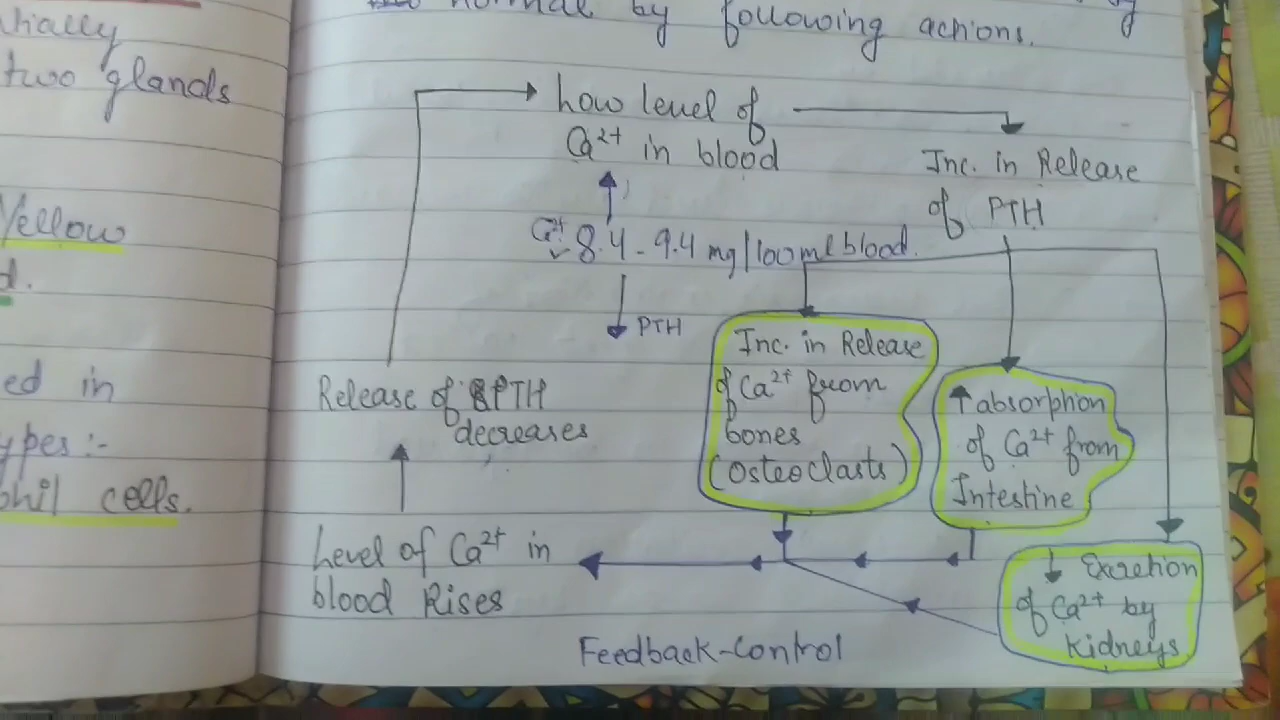 normal by following actions.
two glands
Yellow
d.
ed in
ypes:-
phil cells.
Low level of
Ca²⁺ in blood
Inc. in Release
of PTH
Ca²⁺ 8.4 - 9.4 mg/100ml blood.
PTH
Inc. in Release
of Ca²⁺ from
bones
(Osteoclasts)
↑ absorption
of Ca²⁺ from
Intestine
↓ Excretion
of Ca²⁺ by
kidneys
Release of PTH
decreases
Level of Ca²⁺ in
blood Rises
Feedback-Control